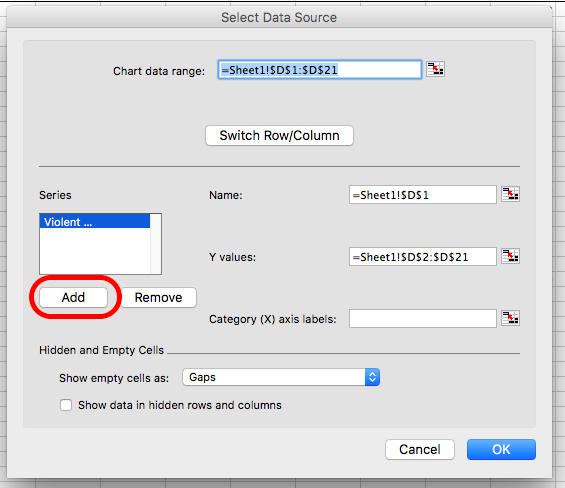 Select Data Source
Chart data range: =Sheet1!$D$1:$D$21
Switch Row/Column
Series
Name: =Sheet1!$D$1
Violent ...
Y values: =Sheet1!$D$2:$D$21
Add Remove
Category (X) axis labels:
Hidden and Empty Cells
Show empty cells as: Gaps
Show data in hidden rows and columns
Cancel OK